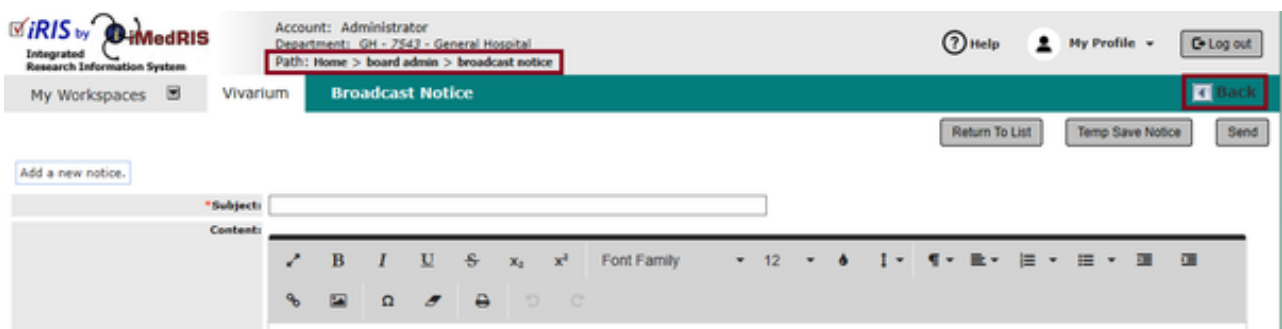 iRIS by iMedRIS
Integrated
Research Information System
Account: Administrator
Department: GH - 7543 - General Hospital
Path: Home > board admin > broadcast notice
Help
My Profile
Log out
My Workspaces
Vivarium
Broadcast Notice
Back
Return To List
Temp Save Notice
Send
Add a new notice.
*Subject:
Content:
B I U S x₂ x² Font Family 12
Ω